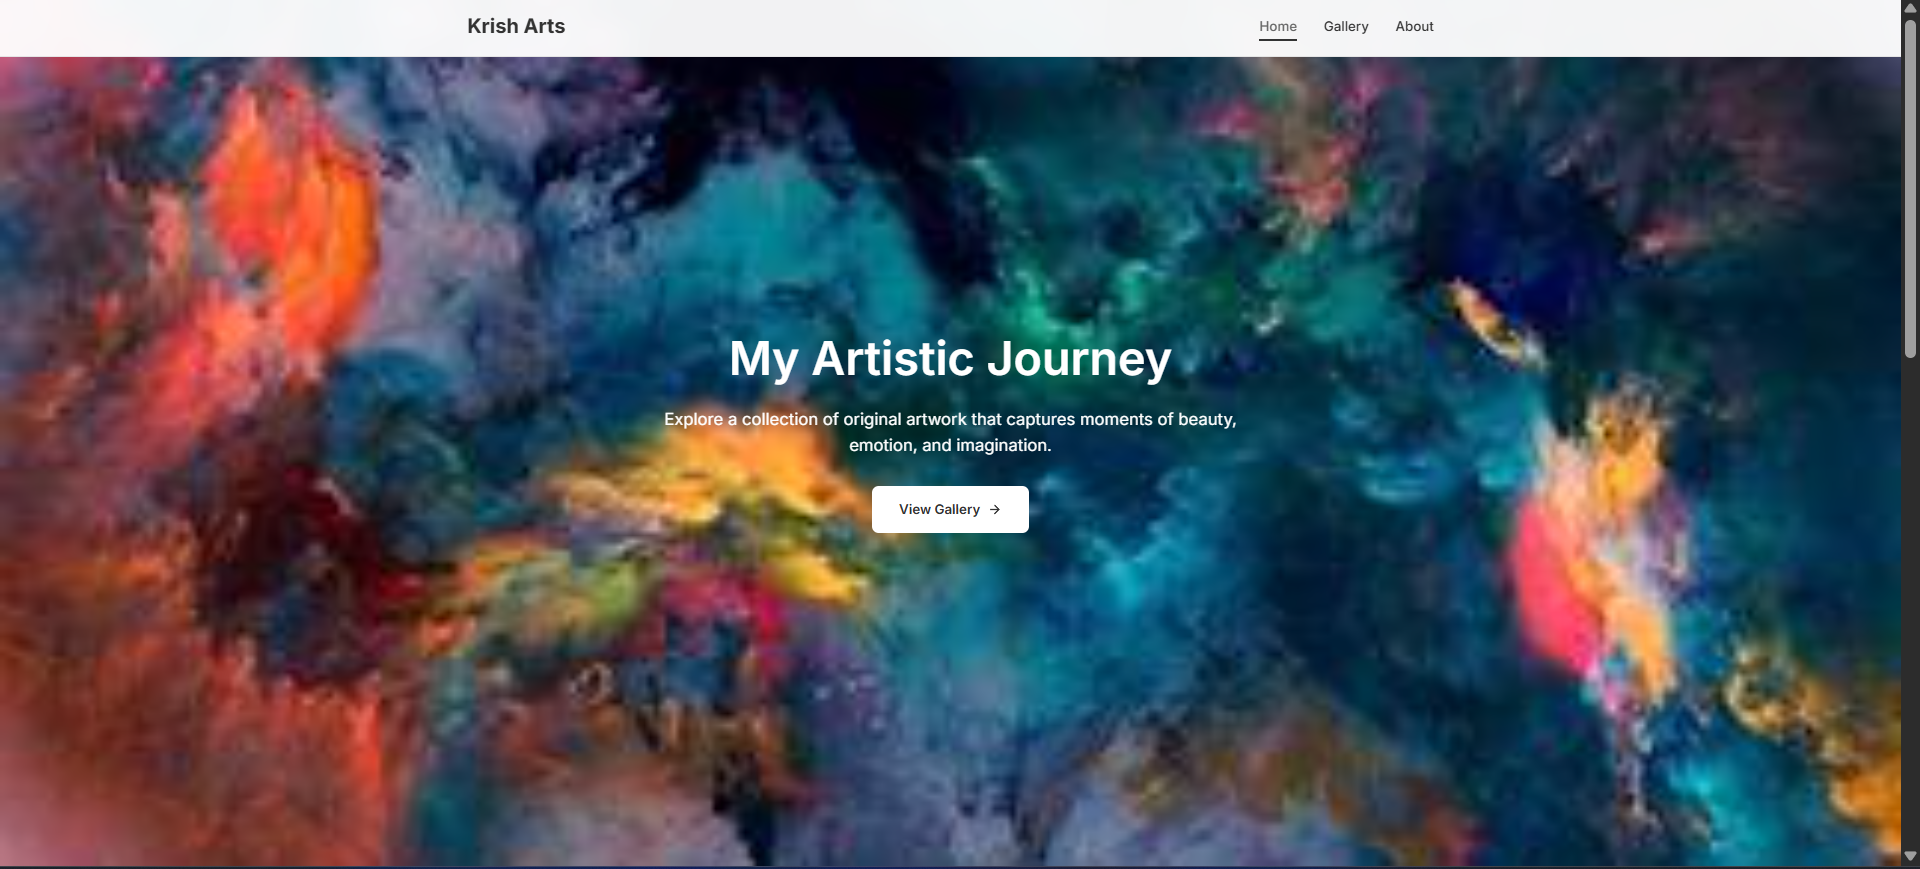 Krish Arts
Home Gallery About
My Artistic Journey
Explore a collection of original artwork that captures moments of beauty,
emotion, and imagination.
View Gallery →